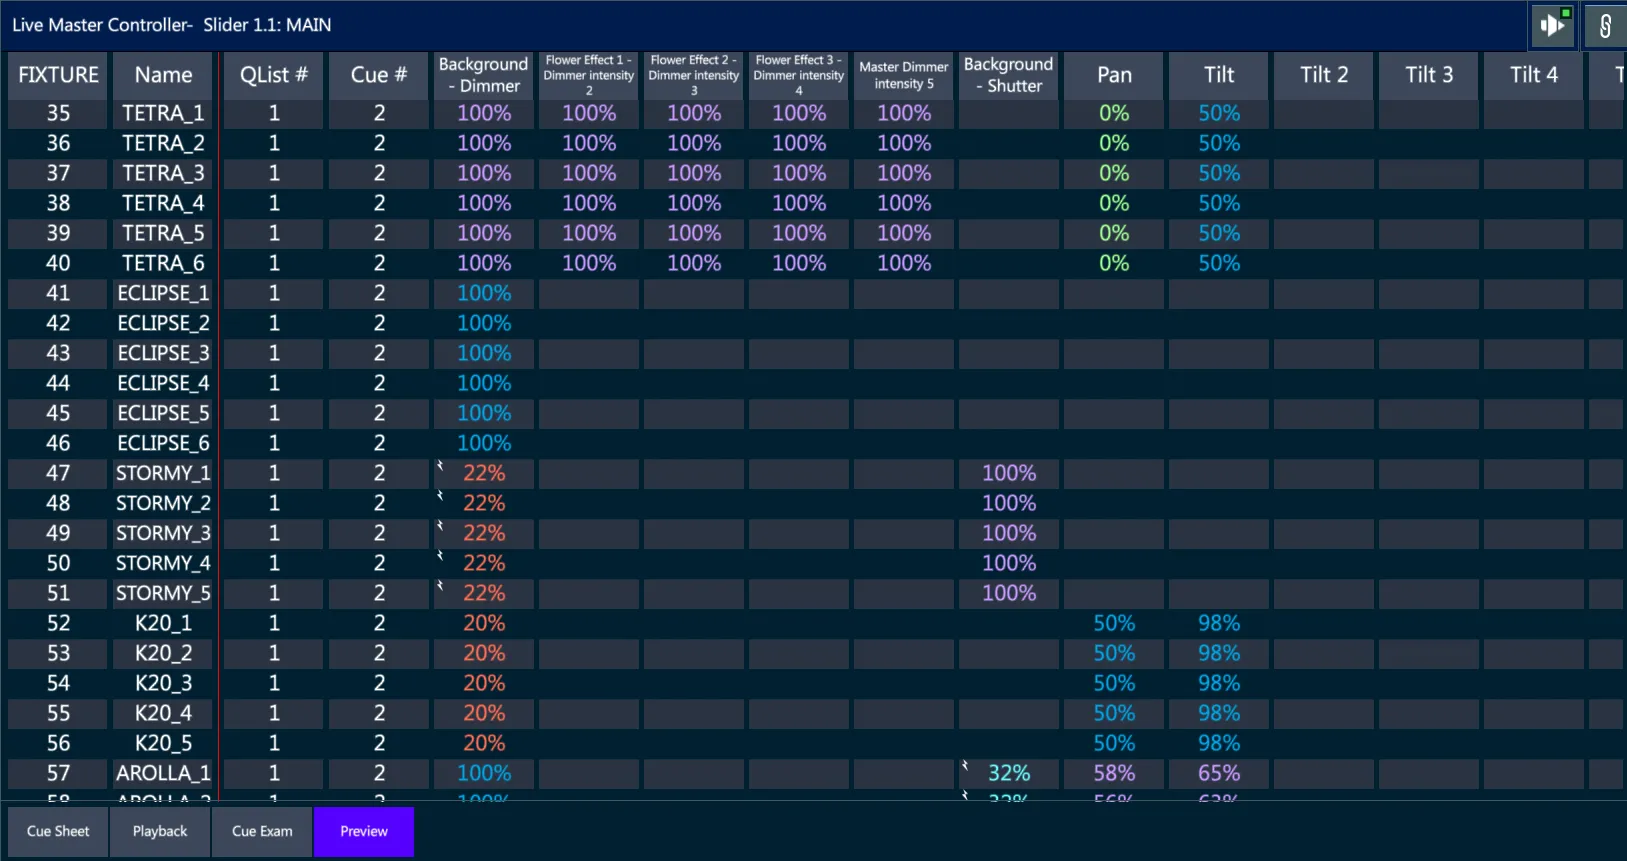 Live Master Controller-  Slider 1.1: MAIN
FIXTURE Name QList # Cue # Background - Dimmer Flower Effect 1 - Dimmer intensity 2 Flower Effect 2 - Dimmer intensity 3 Flower Effect 3 - Dimmer intensity 4 Master Dimmer intensity 5 Background - Shutter Pan Tilt Tilt 2 Tilt 3 Tilt 4 T
35 TETRA_1 1 2 100% 100% 100% 100% 100% 0% 50%
36 TETRA_2 1 2 100% 100% 100% 100% 100% 0% 50%
37 TETRA_3 1 2 100% 100% 100% 100% 100% 0% 50%
38 TETRA_4 1 2 100% 100% 100% 100% 100% 0% 50%
39 TETRA_5 1 2 100% 100% 100% 100% 100% 0% 50%
40 TETRA_6 1 2 100% 100% 100% 100% 100% 0% 50%
41 ECLIPSE_1 1 2 100%
42 ECLIPSE_2 1 2 100%
43 ECLIPSE_3 1 2 100%
44 ECLIPSE_4 1 2 100%
45 ECLIPSE_5 1 2 100%
46 ECLIPSE_6 1 2 100%
47 STORMY_1 1 2 22% 100%
48 STORMY_2 1 2 22% 100%
49 STORMY_3 1 2 22% 100%
50 STORMY_4 1 2 22% 100%
51 STORMY_5 1 2 22% 100%
52 K20_1 1 2 20% 50% 98%
53 K20_2 1 2 20% 50% 98%
54 K20_3 1 2 20% 50% 98%
55 K20_4 1 2 20% 50% 98%
56 K20_5 1 2 20% 50% 98%
57 AROLLA_1 1 2 100% 32% 58% 65%
58 AROLLA_2 1 2 100% 32% 56% 63%
Cue Sheet Playback Cue Exam Preview